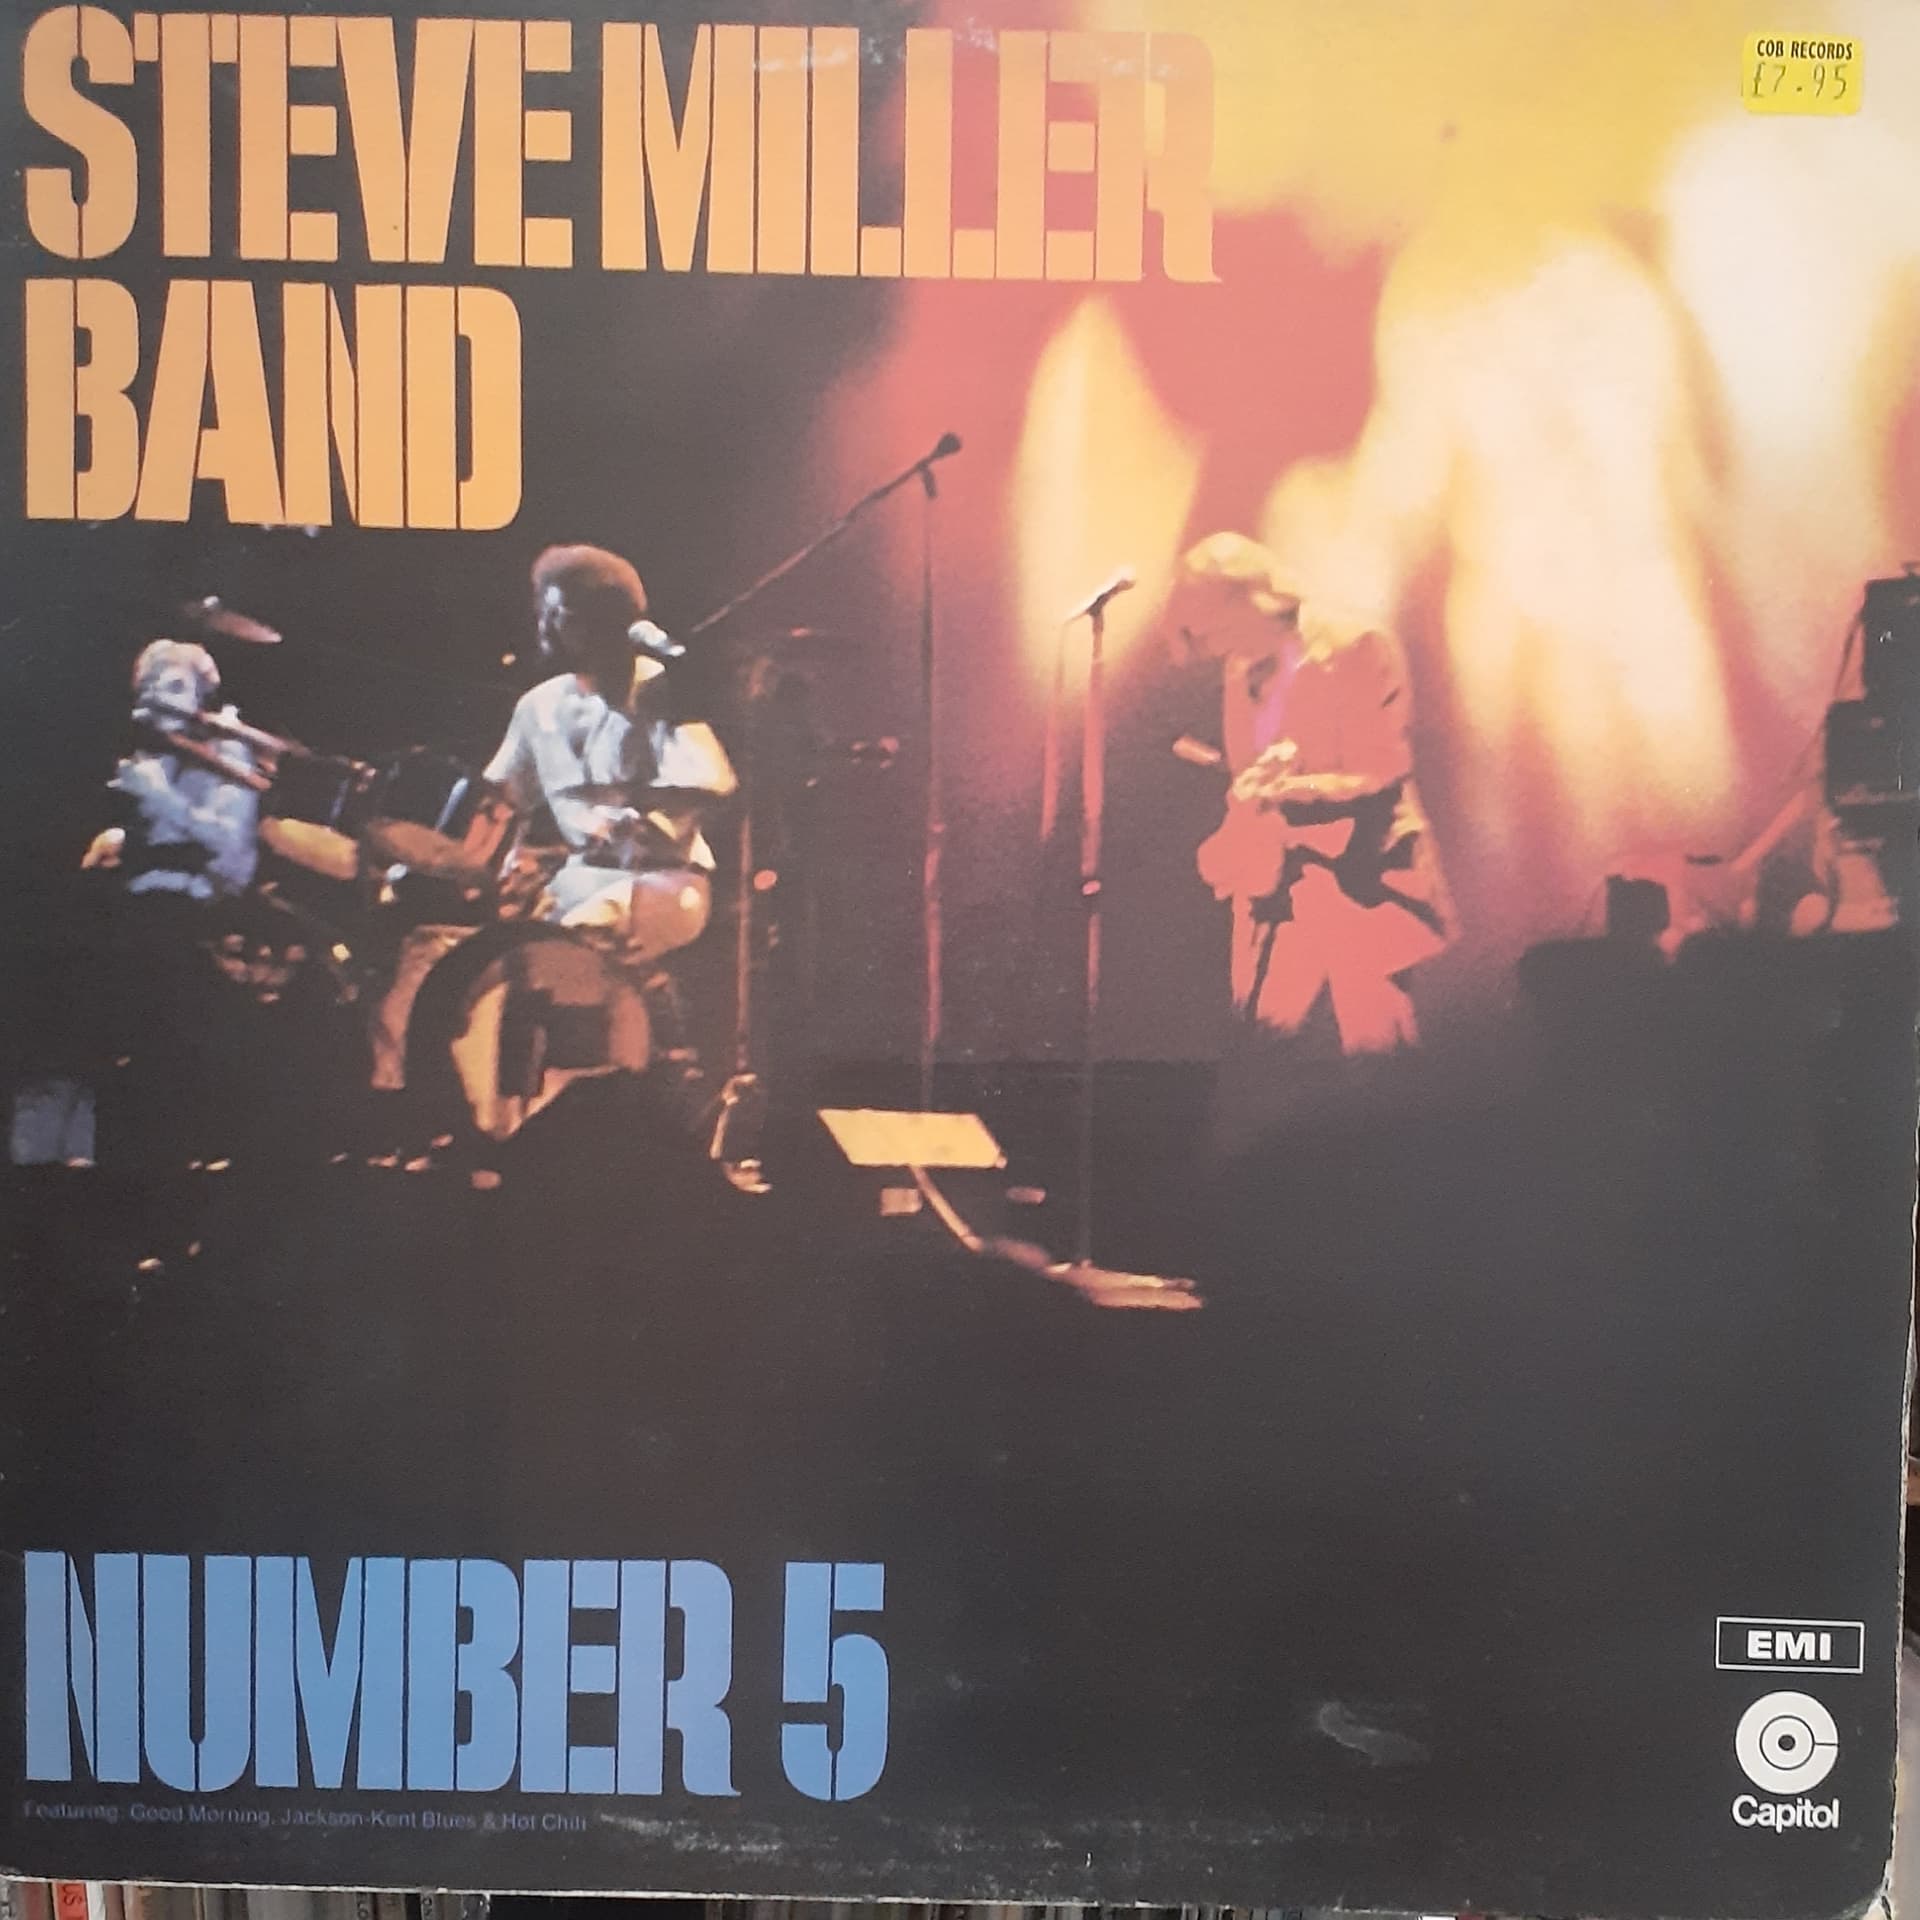 STEVE MILLER
COB RECORDS
£7.95
BAND
NUMBER 5
Featuring: Good Morning, Jackson-Kent Blues & Hot Chili
EMI
Capitol